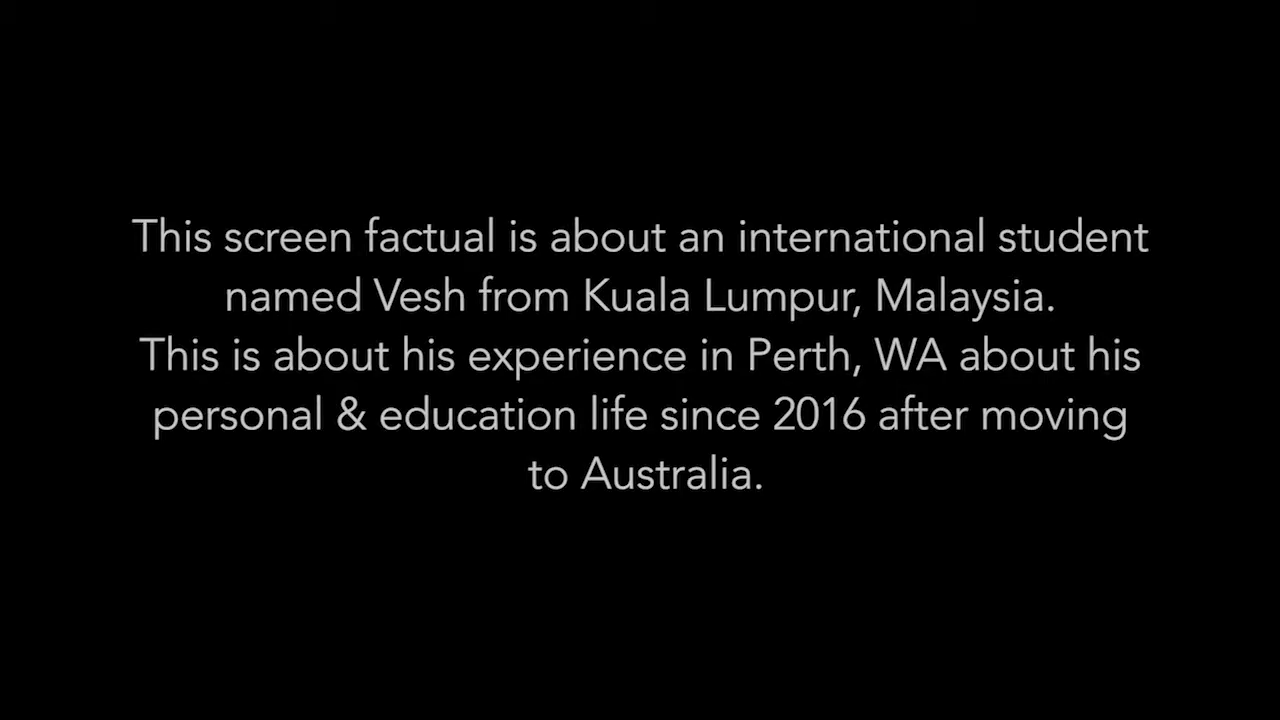 This screen factual is about an international student
named Vesh from Kuala Lumpur, Malaysia.
This is about his experience in Perth, WA about his
personal & education life since 2016 after moving
to Australia.